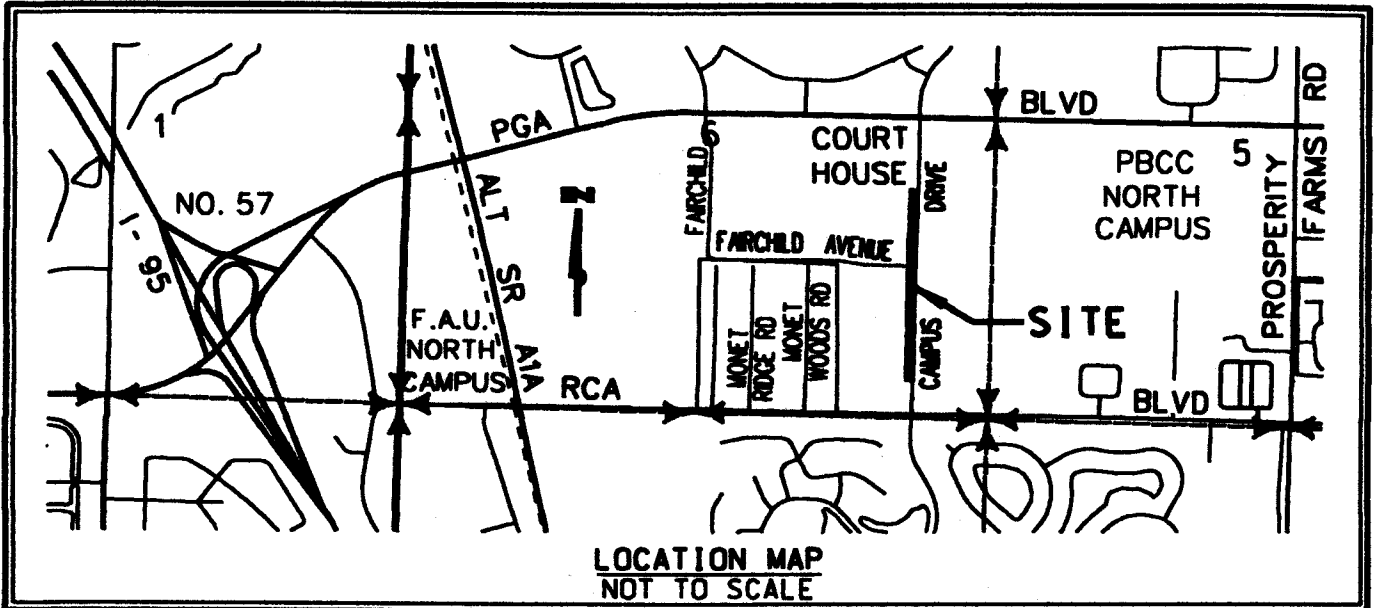 1
NO. 57
I-95
PGA
BLVD
ALT SR A1A
N
F.A.U.
NORTH
CAMPUS
RCA
BLVD
6
FAIRCHILD
COURT
HOUSE
FAIRCHILD AVENUE
MONET
RIDGE RD
MONET
WOODS RD
CAMPUS DRIVE
SITE
PBCC
NORTH
CAMPUS
5
PROSPERITY
FARMS RD
LOCATION MAP
NOT TO SCALE